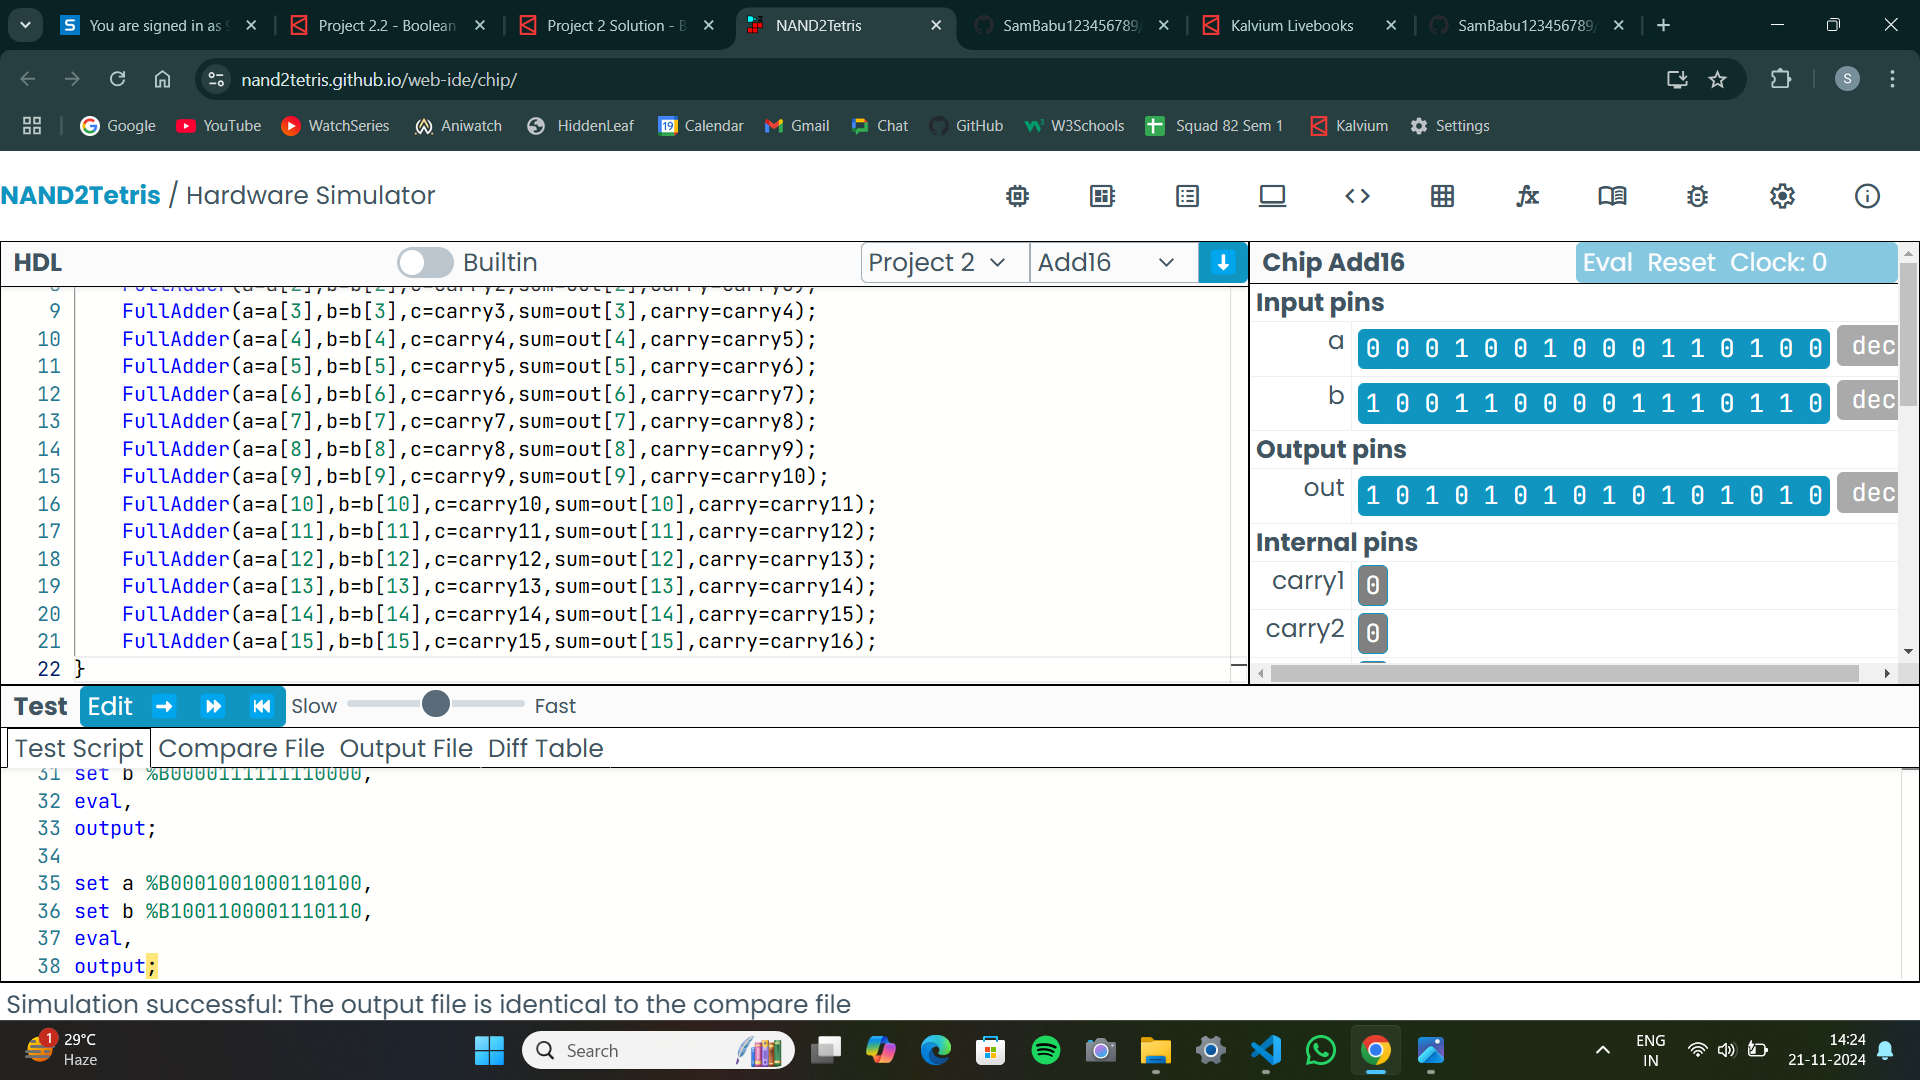 You are signed in as
Project 2.2 - Boolean
Project 2 Solution - B
NAND2Tetris
SamBabu123456789/
Kalvium Livebooks
SamBabu123456789/
nand2tetris.github.io/web-ide/chip/
S
Google
YouTube
WatchSeries
Aniwatch
HiddenLeaf
Calendar
Gmail
Chat
GitHub
W3Schools
Squad 82 Sem 1
Kalvium
Settings
NAND2Tetris / Hardware Simulator
HDL
Builtin
Project 2
Add16
Chip Add16
Eval Reset Clock: 0
8 FullAdder(a=a[2],b=b[2],c=carry2,sum=out[2],carry=carry3);
9 FullAdder(a=a[3],b=b[3],c=carry3,sum=out[3],carry=carry4);
10 FullAdder(a=a[4],b=b[4],c=carry4,sum=out[4],carry=carry5);
11 FullAdder(a=a[5],b=b[5],c=carry5,sum=out[5],carry=carry6);
12 FullAdder(a=a[6],b=b[6],c=carry6,sum=out[6],carry=carry7);
13 FullAdder(a=a[7],b=b[7],c=carry7,sum=out[7],carry=carry8);
14 FullAdder(a=a[8],b=b[8],c=carry8,sum=out[8],carry=carry9);
15 FullAdder(a=a[9],b=b[9],c=carry9,sum=out[9],carry=carry10);
16 FullAdder(a=a[10],b=b[10],c=carry10,sum=out[10],carry=carry11);
17 FullAdder(a=a[11],b=b[11],c=carry11,sum=out[11],carry=carry12);
18 FullAdder(a=a[12],b=b[12],c=carry12,sum=out[12],carry=carry13);
19 FullAdder(a=a[13],b=b[13],c=carry13,sum=out[13],carry=carry14);
20 FullAdder(a=a[14],b=b[14],c=carry14,sum=out[14],carry=carry15);
21 FullAdder(a=a[15],b=b[15],c=carry15,sum=out[15],carry=carry16);
22 }
Input pins
a 0 0 0 1 0 0 1 0 0 0 1 1 0 1 0 0 dec
b 1 0 0 1 1 0 0 0 0 1 1 1 0 1 1 0 dec
Output pins
out 1 0 1 0 1 0 1 0 1 0 1 0 1 0 1 0 dec
Internal pins
carry1 0
carry2 0
Test Edit Slow Fast
Test Script Compare File Output File Diff Table
31 set b %B0000111111110000,
32 eval,
33 output;
34
35 set a %B0001001000110100,
36 set b %B1001100001110110,
37 eval,
38 output;
Simulation successful: The output file is identical to the compare file
1
29°C
Haze
Search
ENG
IN
14:24
21-11-2024